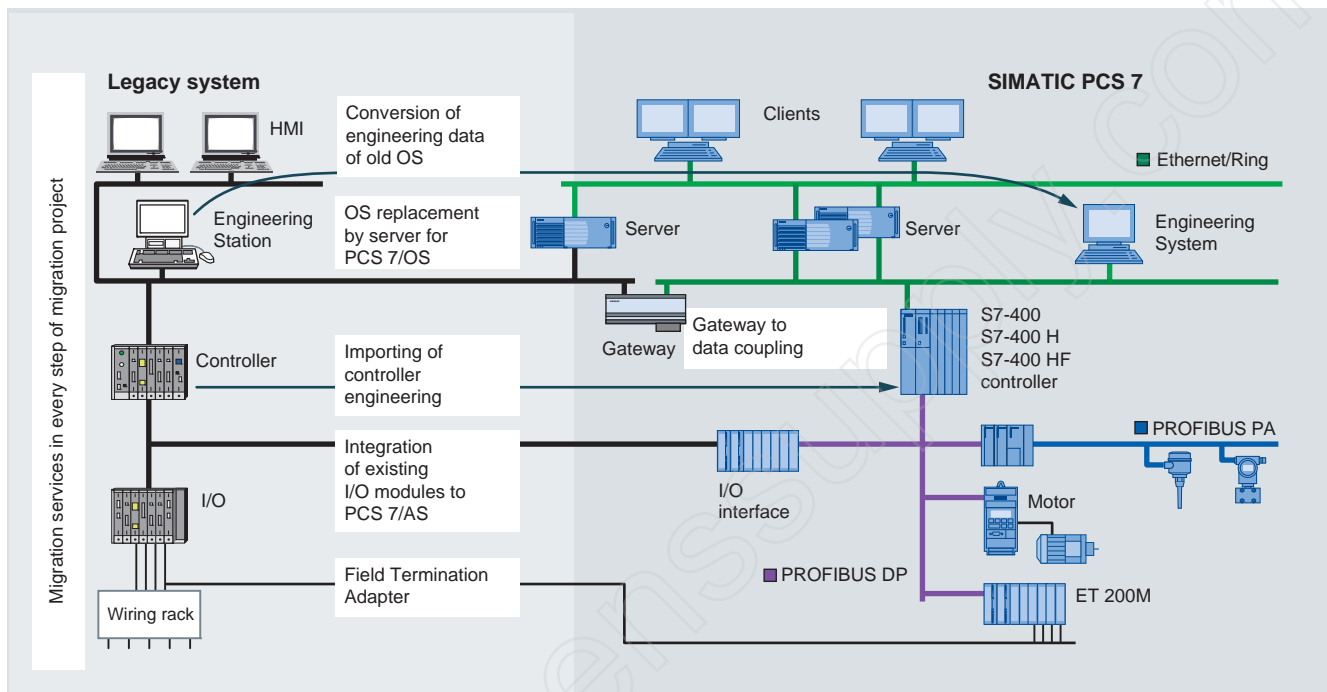 Migration services in every step of migration project
Legacy system
SIMATIC PCS 7
HMI
Conversion of
engineering data
of old OS
Clients
Ethernet/Ring
Engineering
Station
OS replacement
by server for
PCS 7/OS
Server
Server
Engineering
System
Gateway
Gateway to
data coupling
S7-400
S7-400 H
S7-400 HF
controller
Controller
Importing of
controller
engineering
Integration
of existing
I/O modules to
PCS 7/AS
I/O
interface
PROFIBUS PA
I/O
Motor
PROFIBUS DP
Field Termination
Adapter
ET 200M
Wiring rack
enssupply.com